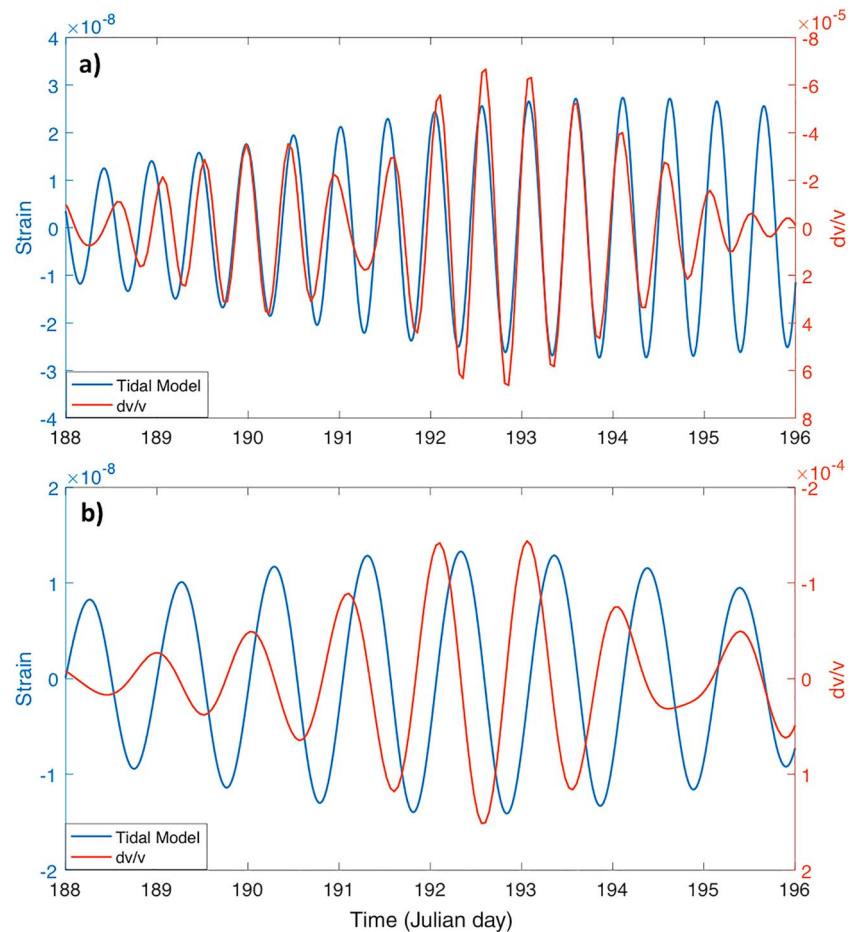 ×10⁻⁸
×10⁻⁵
a)
4
3
2
1
0
-1
-2
-3
-4
Strain
-8
-6
-4
-2
0
2
4
6
8
dv/v
Tidal Model
dv/v
188 189 190 191 192 193 194 195 196
×10⁻⁸
×10⁻⁴
b)
2
1
0
-1
-2
Strain
-2
-1
0
1
2
dv/v
Tidal Model
dv/v
188 189 190 191 192 193 194 195 196
Time (Julian day)